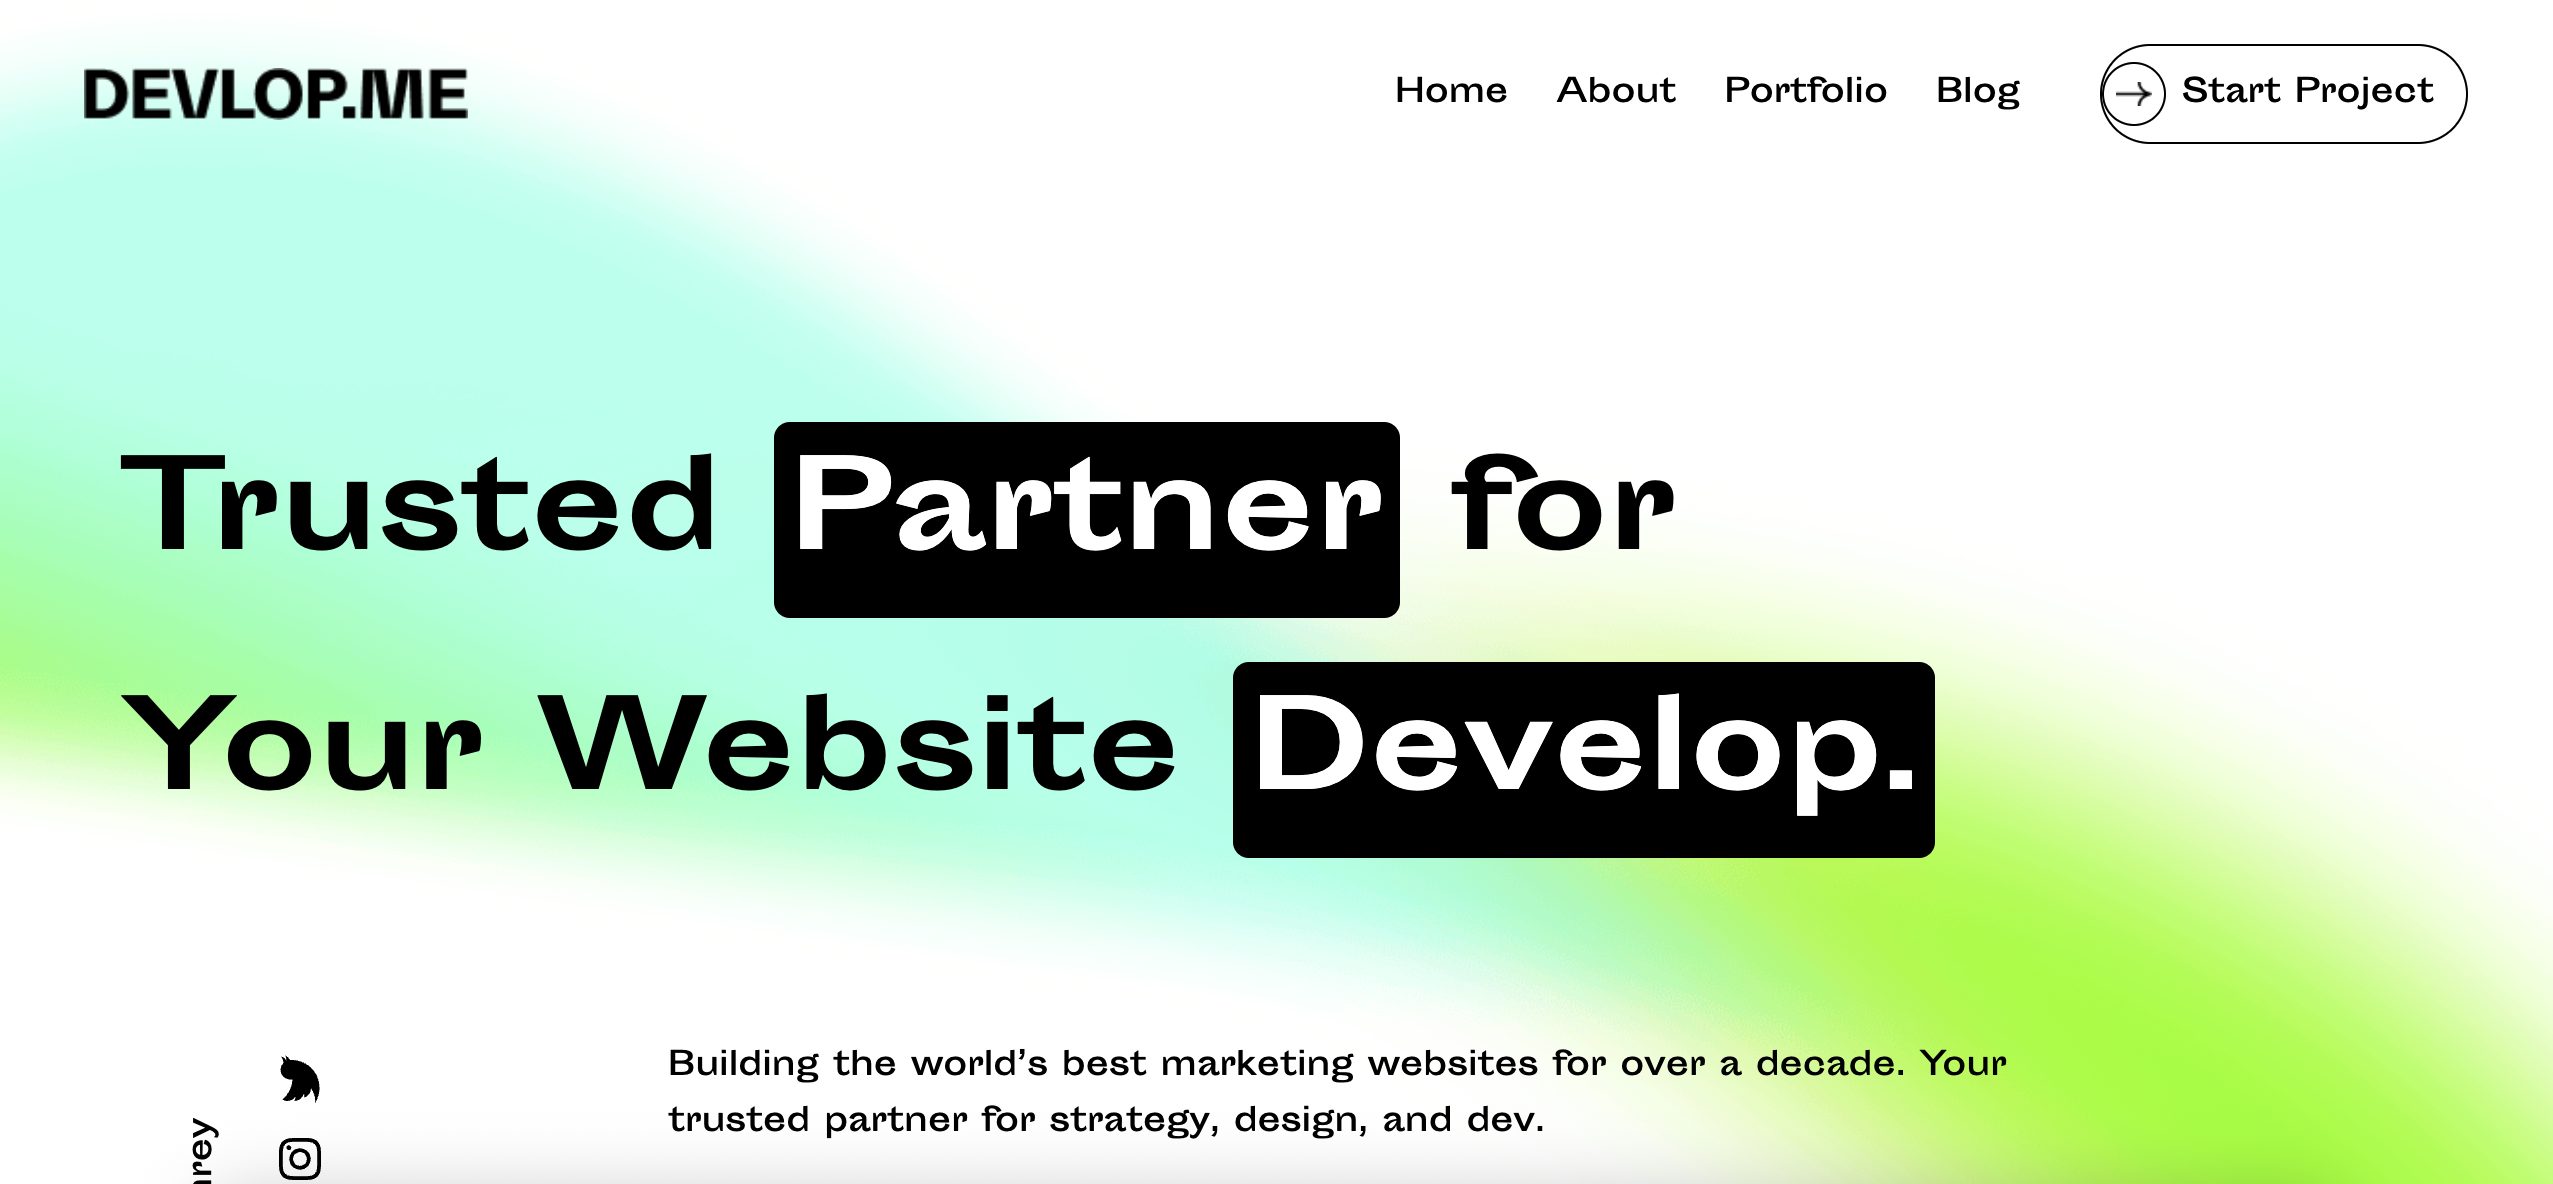 DEVLOP.ME
Home About Portfolio Blog Start Project
Trusted Partner for
Your Website Develop.
Building the world’s best marketing websites for over a decade. Your
trusted partner for strategy, design, and dev.